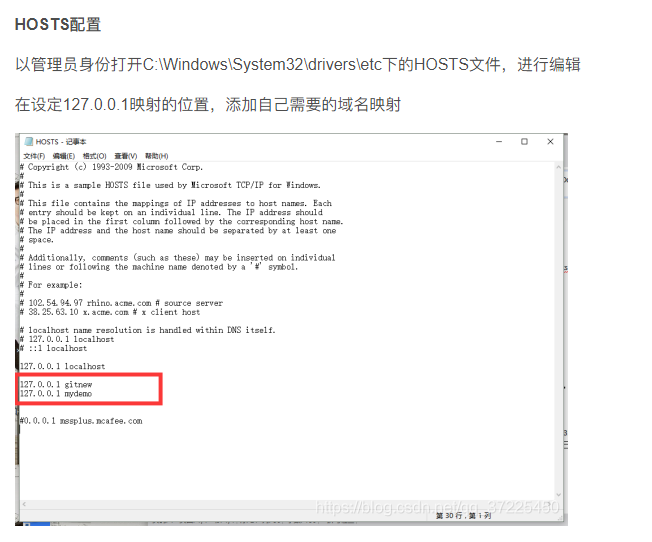 HOSTS配置
以管理员身份打开C:\Windows\System32\drivers\etc下的HOSTS文件，进行编辑
在设定127.0.0.1映射的位置，添加自己需要的域名映射
HOSTS - 记事本
文件(F) 编辑(E) 格式(O) 查看(V) 帮助(H)
# Copyright (c) 1993-2009 Microsoft Corp.
#
# This is a sample HOSTS file used by Microsoft TCP/IP for Windows.
#
# This file contains the mappings of IP addresses to host names. Each
# entry should be kept on an individual line. The IP address should
# be placed in the first column followed by the corresponding host name.
# The IP address and the host name should be separated by at least one
# space.
#
# Additionally, comments (such as these) may be inserted on individual
# lines or following the machine name denoted by a '#' symbol.
#
# For example:
#
# 102.54.94.97 rhino.acme.com # source server
# 38.25.63.10 x.acme.com # x client host
# localhost name resolution is handled within DNS itself.
# 127.0.0.1 localhost
# ::1 localhost
127.0.0.1 localhost
127.0.0.1 gitnew
127.0.0.1 mydemo
#0.0.0.1 mssplus.mcafee.com
https://blog.csdn.net/qq_37226480
第 30 行，第 1 列